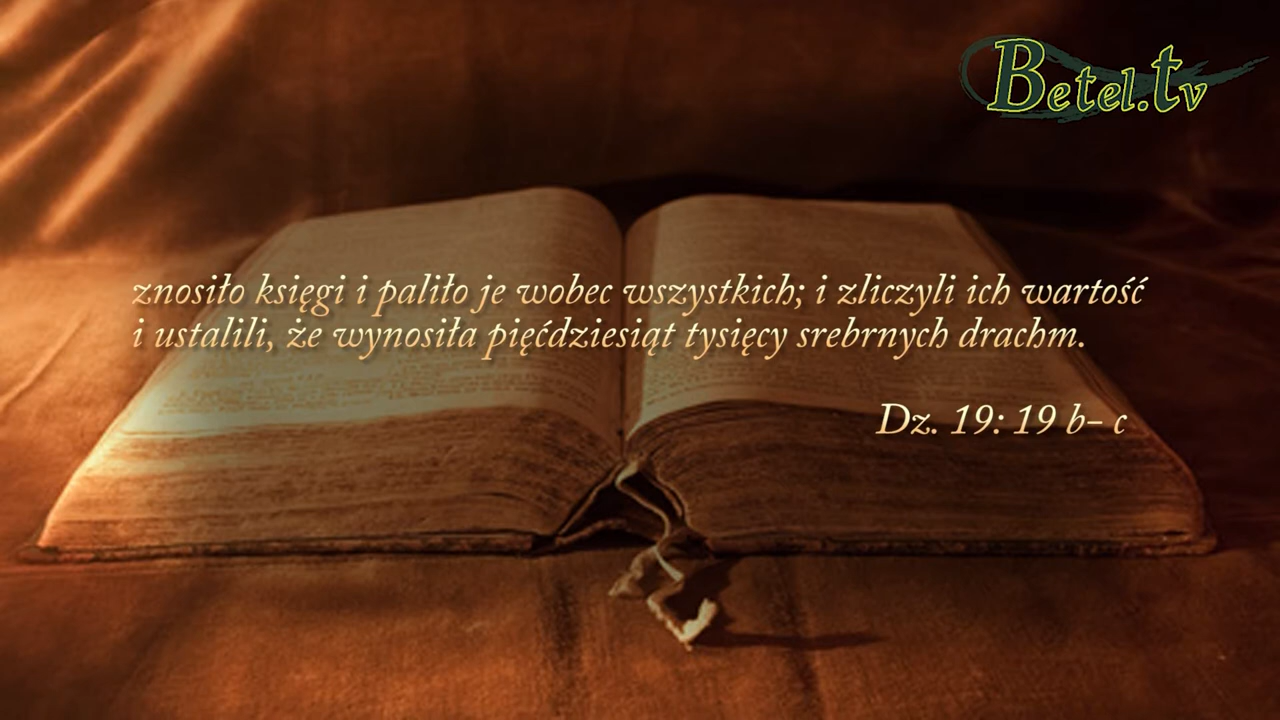 Betel.tv
znosiło księgi i paliło je wobec wszystkich; i zliczyli ich wartość
i ustalili, że wynosiła pięćdziesiąt tysięcy srebrnych drachm.
Dz. 19: 19 b- c